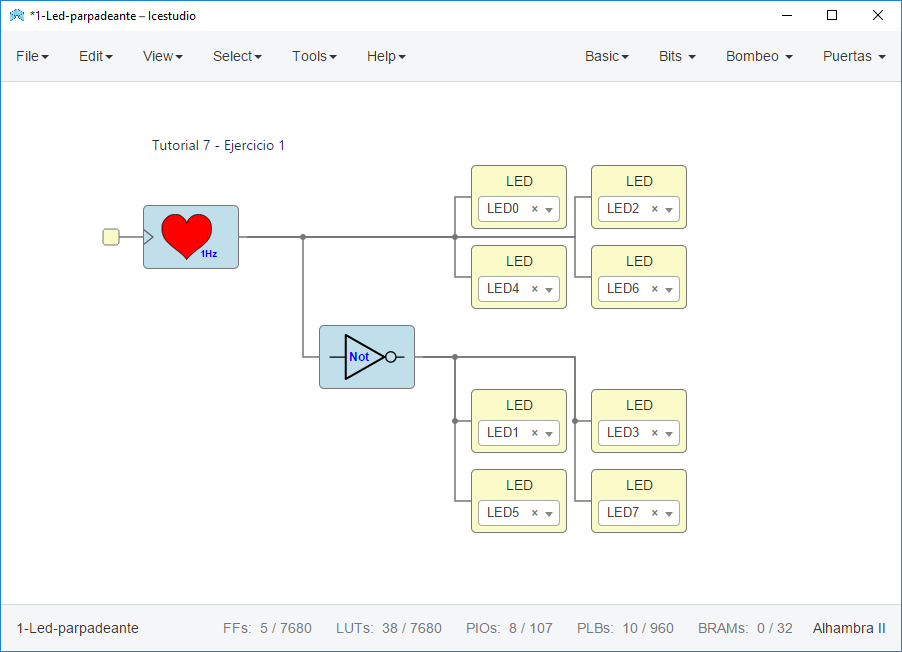 *1-Led-parpadeante – Icestudio
File Edit View Select Tools Help Basic Bits Bombeo Puertas
Tutorial 7 - Ejercicio 1
1Hz
LED
LED0 ×
LED
LED2 ×
LED
LED4 ×
LED
LED6 ×
Not
LED
LED1 ×
LED
LED3 ×
LED
LED5 ×
LED
LED7 ×
1-Led-parpadeante FFs: 5 / 7680 LUTs: 38 / 7680 PIOs: 8 / 107 PLBs: 10 / 960 BRAMs: 0 / 32 Alhambra II